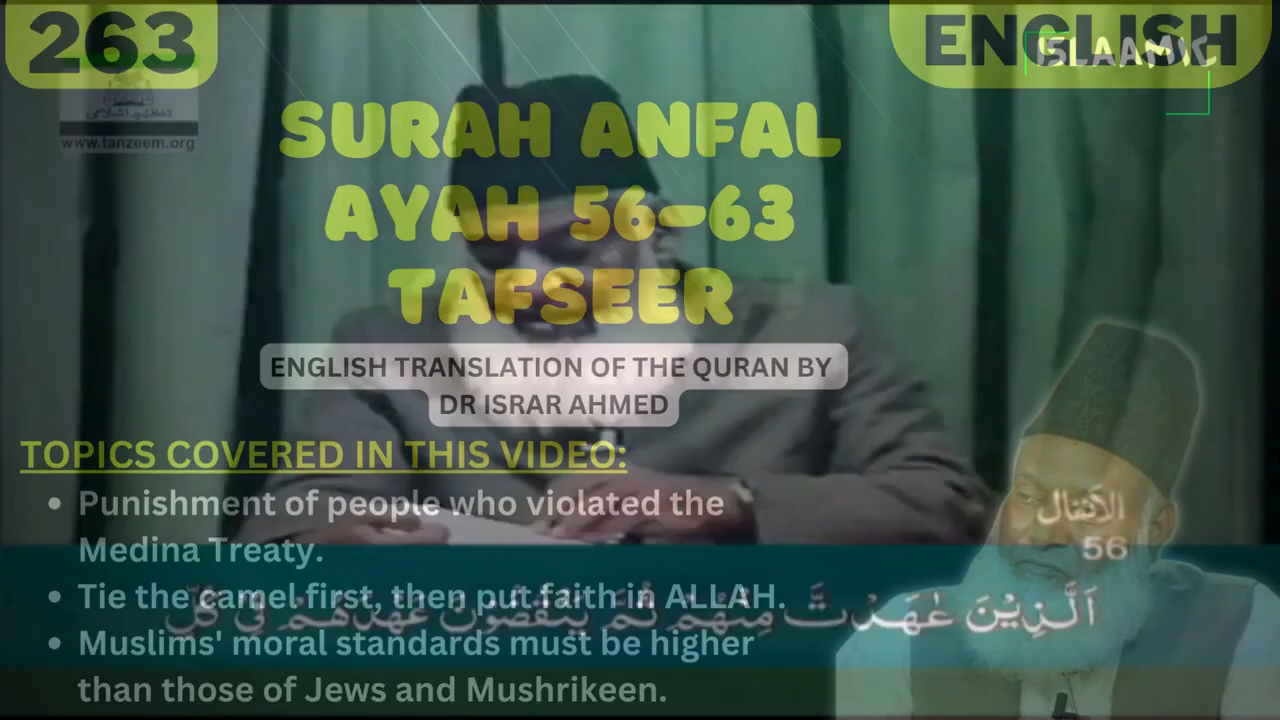 263
ENGLISH
ISLAAMIC
www.tanzeem.org
SURAH ANFAL
AYAH 56-63
TAFSEER
ENGLISH TRANSLATION OF THE QURAN BY
DR ISRAR AHMED
TOPICS COVERED IN THIS VIDEO:
• Punishment of people who violated the
Medina Treaty.
• Tie the camel first, then put faith in ALLAH.
• Muslims' moral standards must be higher
than those of Jews and Mushrikeen.
الانفال
56
اَلَّذِيْنَ عٰهَدْتَّ مِنْهُمْ ثُمَّ يَنْقُضُوْنَ عَهْدَهُمْ فِيْ كُلِّ